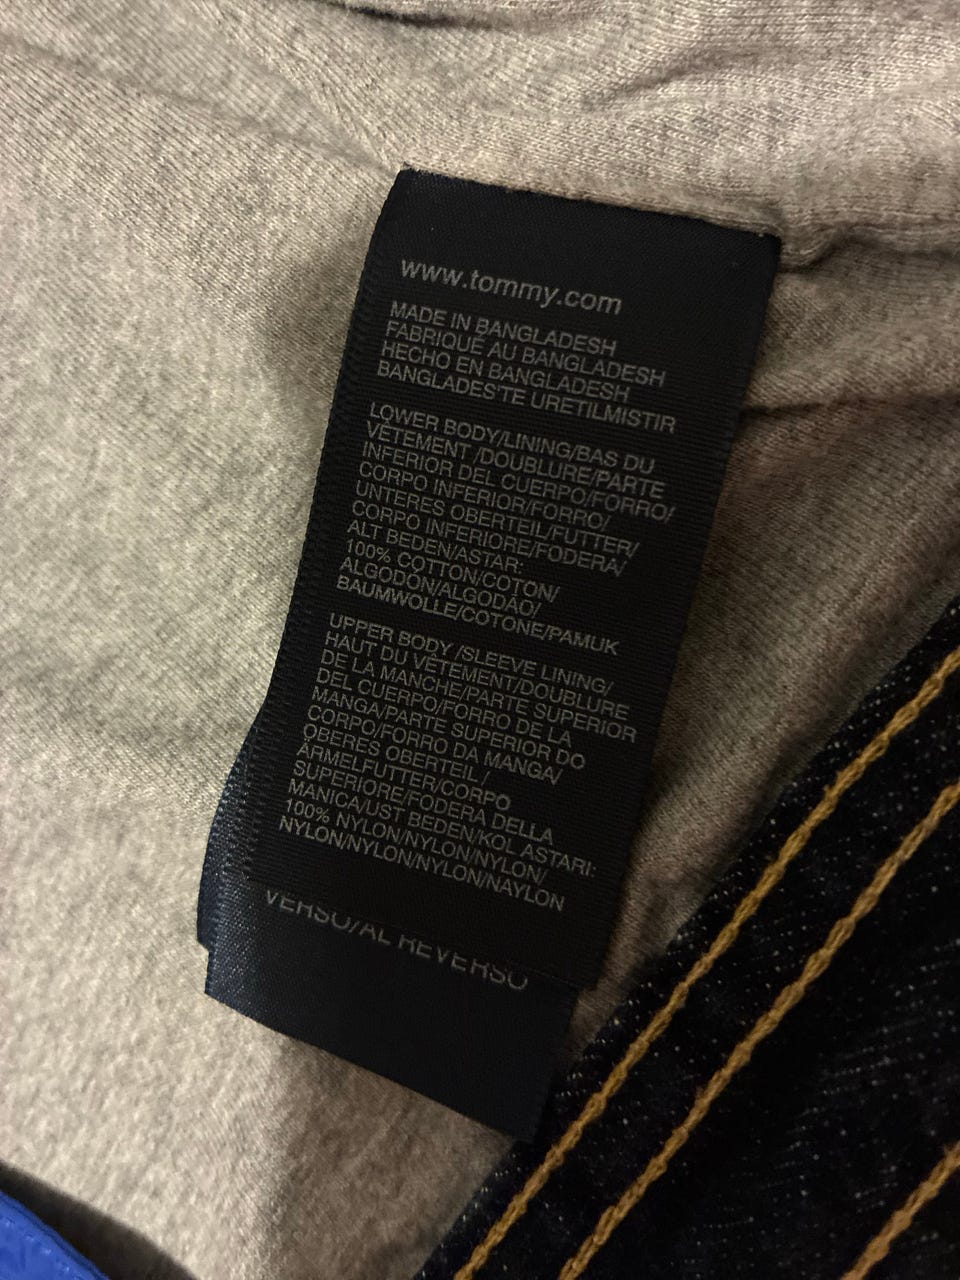 www.tommy.com
MADE IN BANGLADESH
FABRIQUÉ AU BANGLADESH
HECHO EN BANGLADESH
BANGLADES'TE URETILMISTIR
LOWER BODY/LINING/BAS DU
VÊTEMENT /DOUBLURE/PARTE
INFERIOR DEL CUERPO/FORRO/
CORPO INFERIOR/FORRO/
UNTERES OBERTEIL/FUTTER/
CORPO INFERIORE/FODERA/
ALT BEDEN/ASTAR:
100% COTTON/COTON/
ALGODÓN/ALGODÃO/
BAUMWOLLE/COTONE/PAMUK
UPPER BODY /SLEEVE LINING/
HAUT DU VÊTEMENT/DOUBLURE
DE LA MANCHE/PARTE SUPERIOR
DEL CUERPO/FORRO DE LA
MANGA/PARTE SUPERIOR DO
CORPO/FORRO DA MANGA/
OBERES OBERTEIL /
ÄRMELFUTTER/CORPO
SUPERIORE/FODERA DELLA
MANICA/UST BEDEN/KOL ASTARI:
100% NYLON/NYLON/NYLON/
NYLON/NYLON/NYLON/NAYLON
VERSO/AL REVERSO